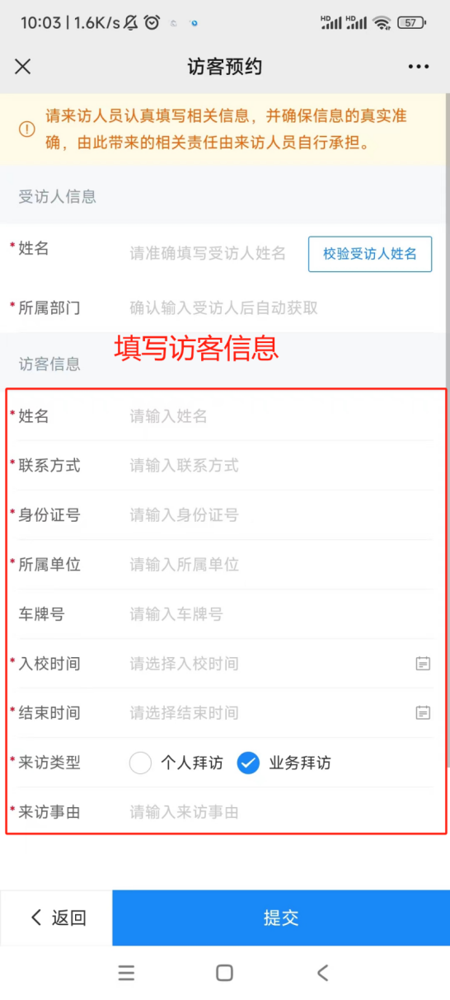 10:03 | 1.6K/s
HD HD 57
访客预约
请来访人员认真填写相关信息，并确保信息的真实准
确，由此带来的相关责任由来访人员自行承担。
受访人信息
*姓名 请准确填写受访人姓名 校验受访人姓名
*所属部门 确认输入受访人后自动获取
填写访客信息
访客信息
*姓名 请输入姓名
*联系方式 请输入联系方式
*身份证号 请输入身份证号
*所属单位 请输入所属单位
车牌号 请输入车牌号
*入校时间 请选择入校时间
*结束时间 请选择结束时间
*来访类型 个人拜访 业务拜访
*来访事由 请输入来访事由
返回 提交